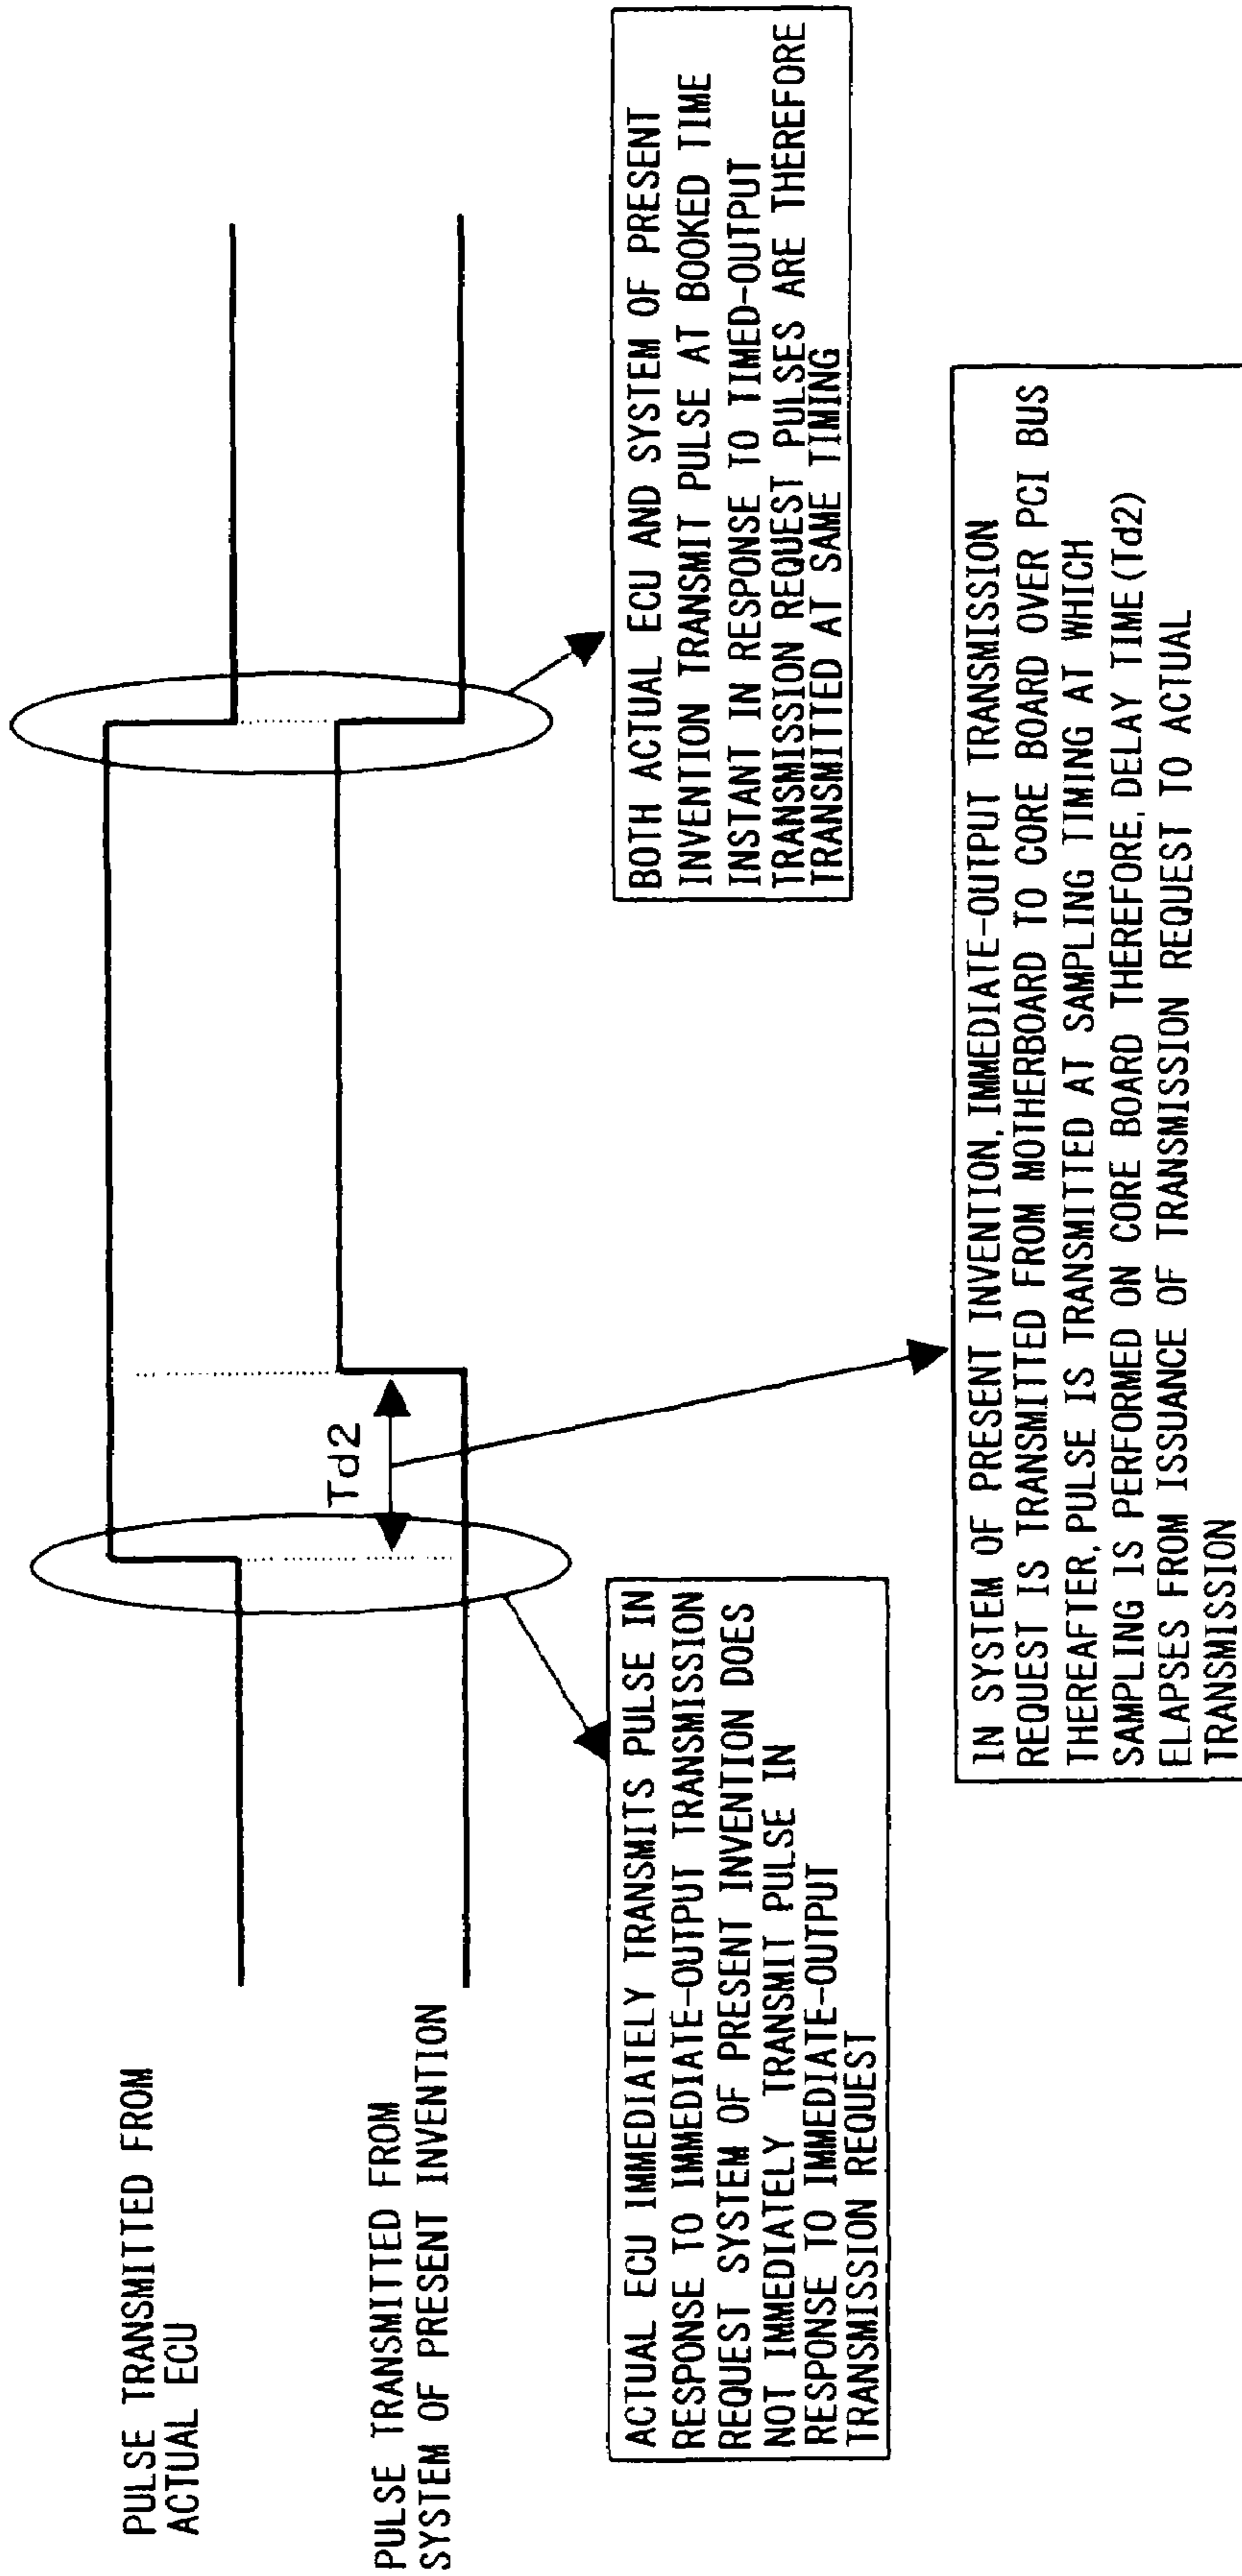 PULSE TRANSMITTED FROM
ACTUAL ECU
PULSE TRANSMITTED FROM
SYSTEM OF PRESENT INVENTION
Td2
ACTUAL ECU IMMEDIATELY TRANSMITS PULSE IN
RESPONSE TO IMMEDIATE-OUTPUT TRANSMISSION
REQUEST SYSTEM OF PRESENT INVENTION DOES
NOT IMMEDIATELY TRANSMIT PULSE IN
RESPONSE TO IMMEDIATE-OUTPUT
TRANSMISSION REQUEST
BOTH ACTUAL ECU AND SYSTEM OF PRESENT
INVENTION TRANSMIT PULSE AT BOOKED TIME
INSTANT IN RESPONSE TO TIMED-OUTPUT
TRANSMISSION REQUEST PULSES ARE THEREFORE
TRANSMITTED AT SAME TIMING
IN SYSTEM OF PRESENT INVENTION, IMMEDIATE-OUTPUT TRANSMISSION
REQUEST IS TRANSMITTED FROM MOTHERBOARD TO CORE BOARD OVER PCI BUS
THEREAFTER, PULSE IS TRANSMITTED AT SAMPLING TIMING AT WHICH
SAMPLING IS PERFORMED ON CORE BOARD THEREFORE, DELAY TIME(Td2)
ELAPSES FROM ISSUANCE OF TRANSMISSION REQUEST TO ACTUAL
TRANSMISSION